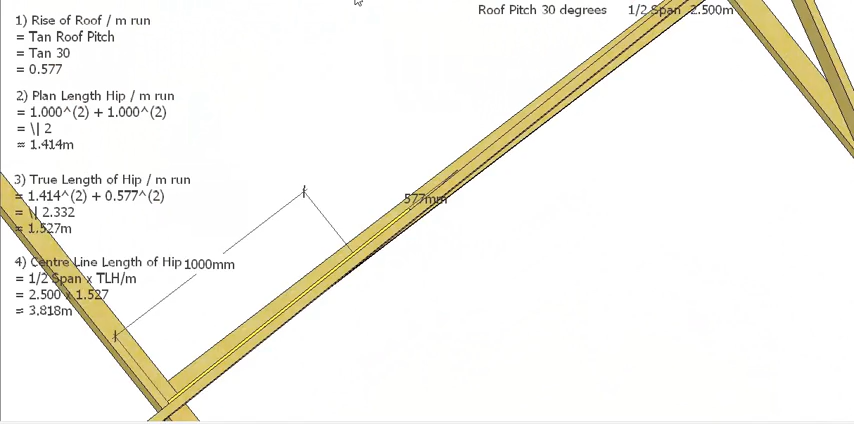 Roof Pitch 30 degrees 1/2 Span 2.500m
1) Rise of Roof / m run
= Tan Roof Pitch
= Tan 30
= 0.577
2) Plan Length Hip / m run
= 1.000^(2) + 1.000^(2)
= \| 2
= 1.414m
3) True Length of Hip / m run
= 1.414^(2) + 0.577^(2)
= \| 2.332
= 1.527m
577mm
4) Centre Line Length of Hip
1000mm
= 1/2 Span x TLH/m
= 2.500 x 1.527
= 3.818m